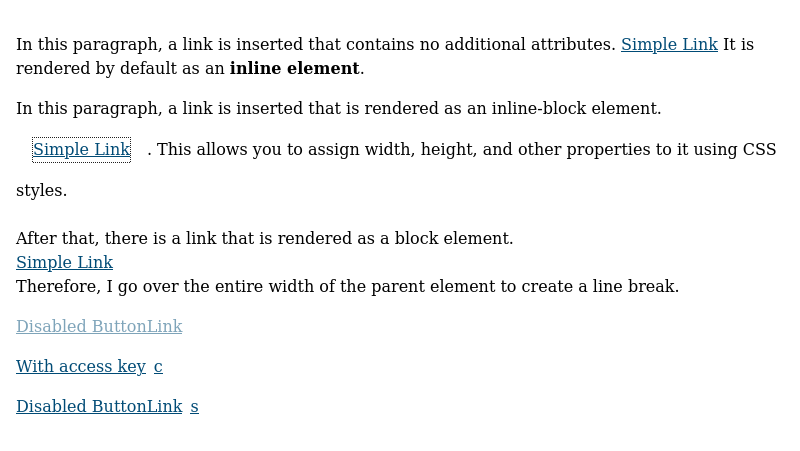 In this paragraph, a link is inserted that contains no additional attributes. Simple Link It is
rendered by default as an inline element.
In this paragraph, a link is inserted that is rendered as an inline-block element.
Simple Link . This allows you to assign width, height, and other properties to it using CSS
styles.
After that, there is a link that is rendered as a block element.
Simple Link
Therefore, I go over the entire width of the parent element to create a line break.
Disabled ButtonLink
With access key c
Disabled ButtonLink s